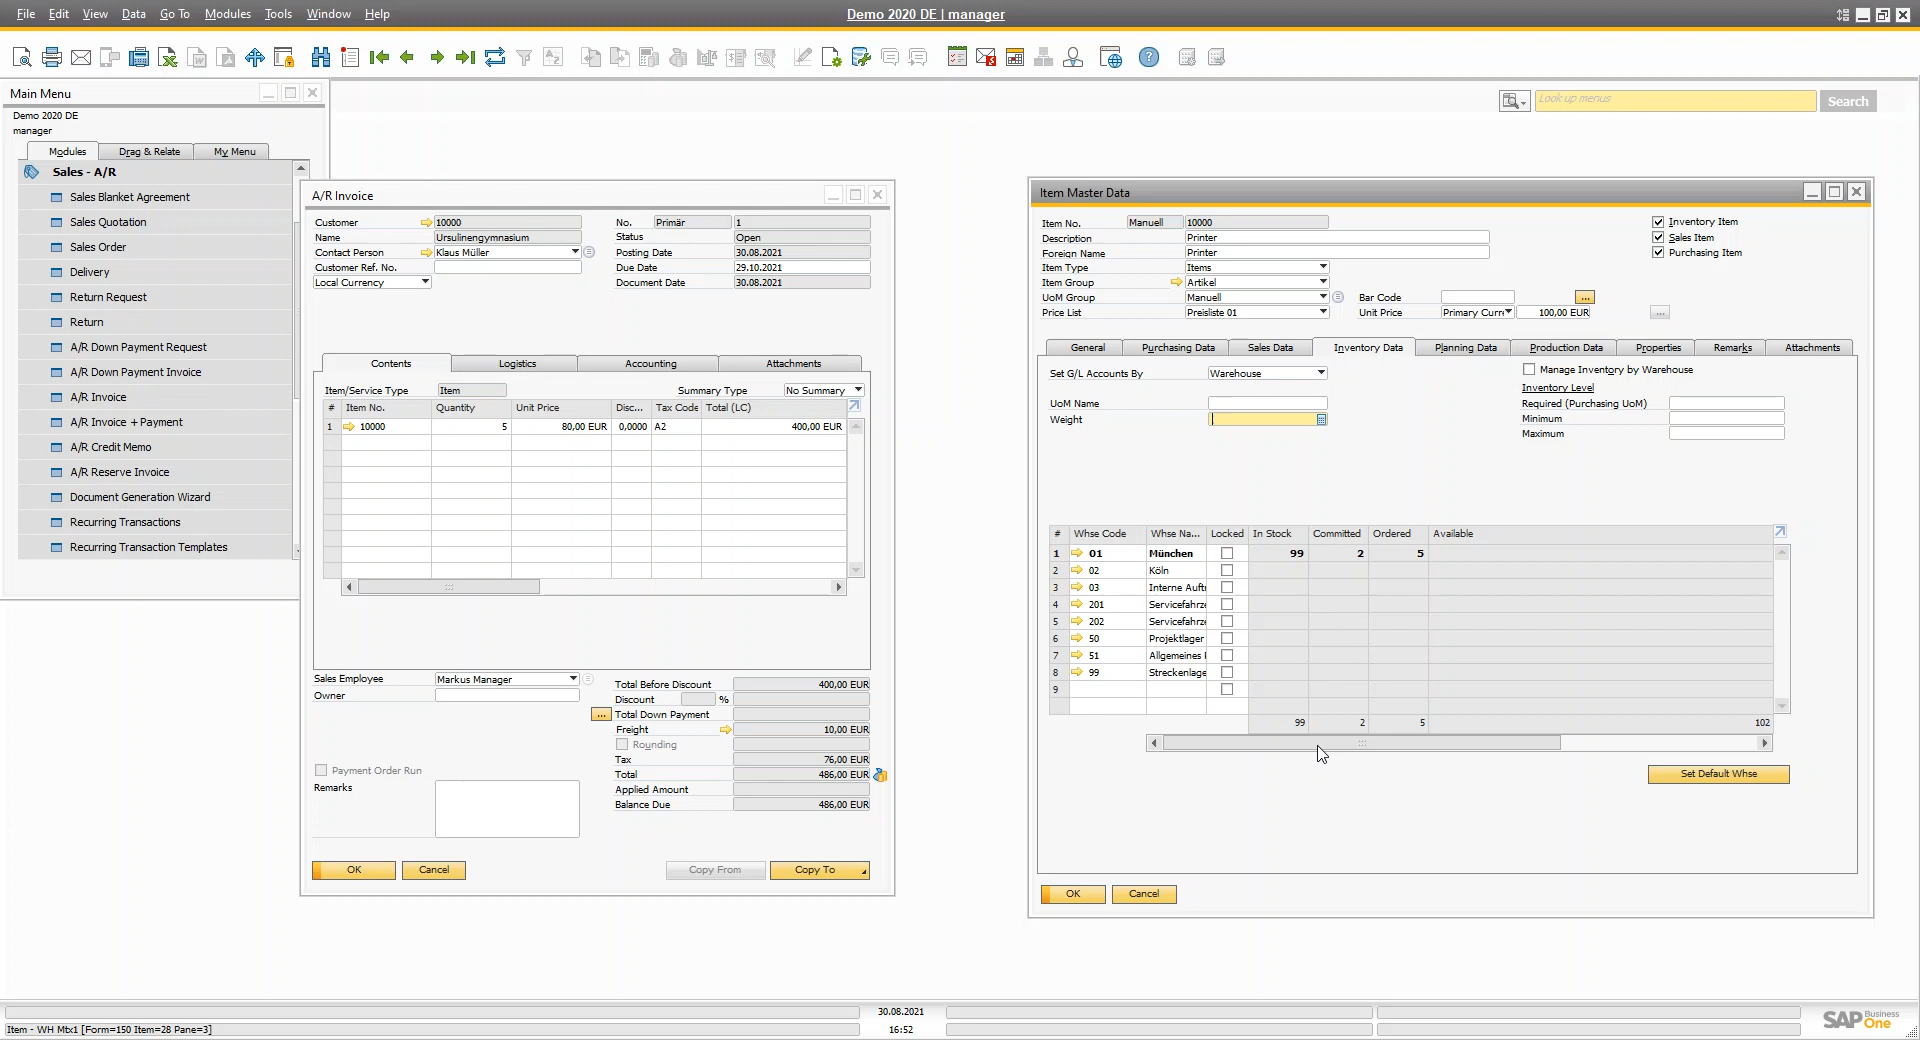 File Edit View Data Go To Modules Tools Window Help
Demo 2020 DE | manager
Main Menu
Demo 2020 DE
manager
Modules Drag & Relate My Menu
Sales - A/R
Sales Blanket Agreement
Sales Quotation
Sales Order
Delivery
Return Request
Return
A/R Down Payment Request
A/R Down Payment Invoice
A/R Invoice
A/R Invoice + Payment
A/R Credit Memo
A/R Reserve Invoice
Document Generation Wizard
Recurring Transactions
Recurring Transaction Templates
Look up menus Search
A/R Invoice
Customer 10000 No. Primär 1
Name Ursulinengymnasium Status Open
Contact Person Klaus Müller Posting Date 30.08.2021
Customer Ref. No. Due Date 29.10.2021
Local Currency Document Date 30.08.2021
Contents Logistics Accounting Attachments
Item/Service Type Item Summary Type No Summary
# Item No. Quantity Unit Price Disc... Tax Code Total (LC)
1 10000 5 80,00 EUR 0,0000 A2 400,00 EUR
Sales Employee Markus Manager Total Before Discount 400,00 EUR
Owner Discount %
... Total Down Payment
Freight 10,00 EUR
Rounding
Tax 76,00 EUR
Payment Order Run Total 486,00 EUR
Remarks Applied Amount
Balance Due 486,00 EUR
OK Cancel Copy From Copy To
Item Master Data
Item No. Manuell 10000 Inventory Item
Description Printer Sales Item
Foreign Name Printer Purchasing Item
Item Type Items
Item Group Artikel
UoM Group Manuell Bar Code ...
Price List Preisliste 01 Unit Price Primary Curre 100,00 EUR ...
General Purchasing Data Sales Data Inventory Data Planning Data Production Data Properties Remarks Attachments
Set G/L Accounts By Warehouse Manage Inventory by Warehouse
Inventory Level
UoM Name Required (Purchasing UoM)
Weight Minimum
Maximum
# Whse Code Whse Na... Locked In Stock Committed Ordered Available
1 01 München 99 2 5
2 02 Köln
3 03 Interne Auftr
4 201 Servicefahrze
5 202 Servicefahrze
6 50 Projektlager
7 51 Allgemeines
8 99 Streckenlage
9
99 2 5 102
Set Default Whse
OK Cancel
30.08.2021
Item - WH Mtx1 [Form=150 Item=28 Pane=3] 16:52
SAP Business One